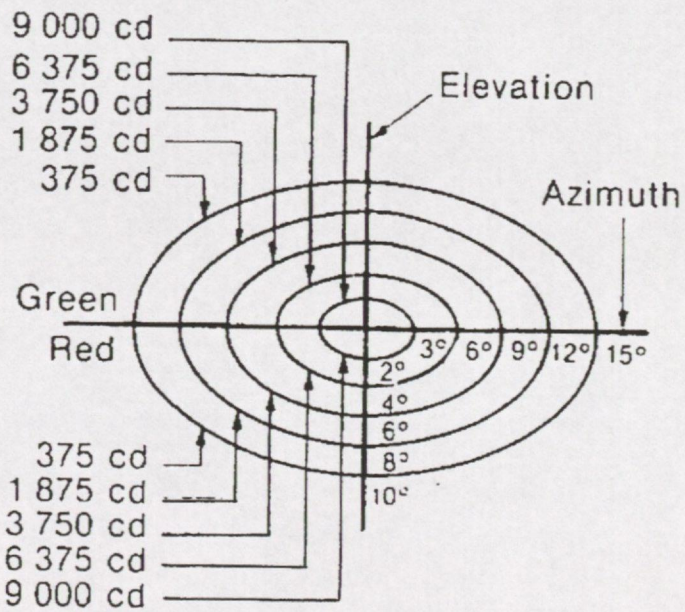 9 000 cd
6 375 cd
3 750 cd
1 875 cd
375 cd
Elevation
Azimuth
Green
Red
3° 6° 9° 12° 15°
2°
4°
6°
8°
10°
375 cd
1 875 cd
3 750 cd
6 375 cd
9 000 cd